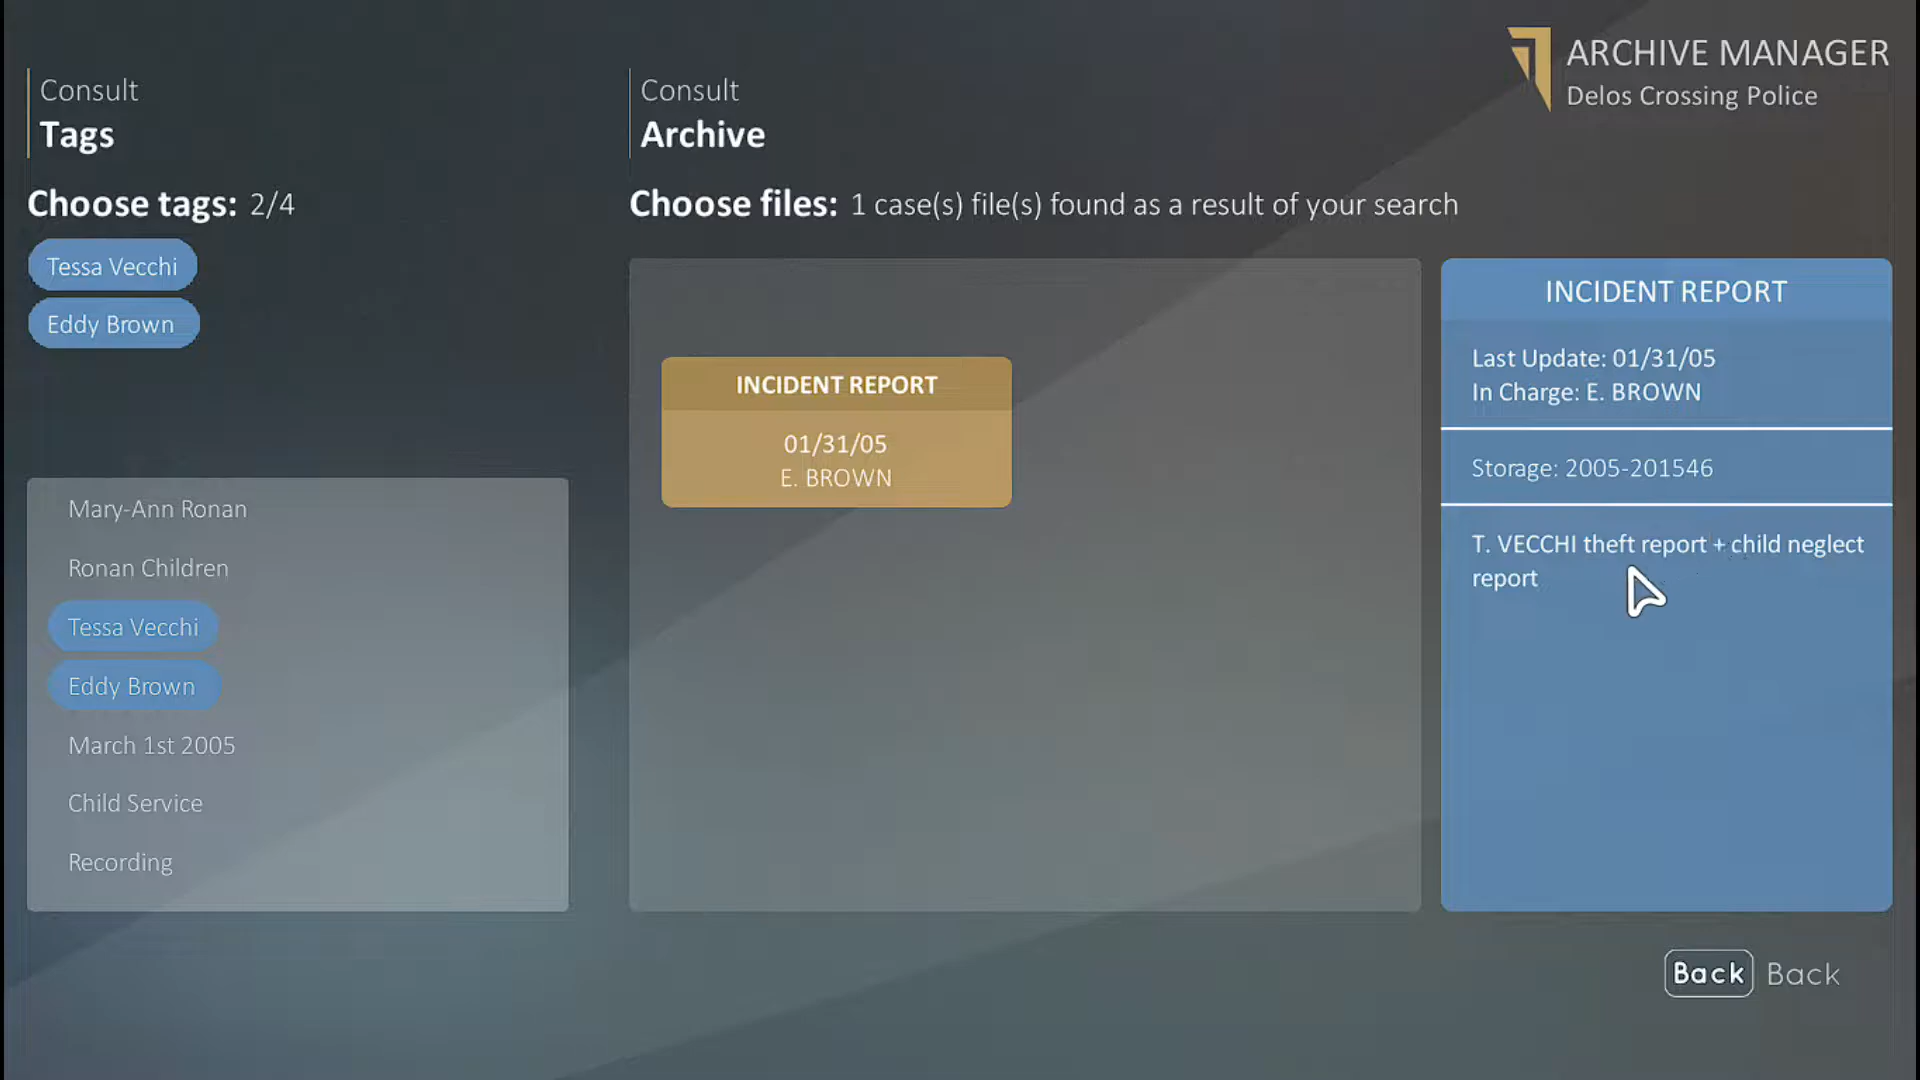 ARCHIVE MANAGER
Delos Crossing Police
Consult
Tags
Choose tags: 2/4
Tessa Vecchi
Eddy Brown
Mary-Ann Ronan
Ronan Children
Tessa Vecchi
Eddy Brown
March 1st 2005
Child Service
Recording
Consult
Archive
Choose files: 1 case(s) file(s) found as a result of your search
INCIDENT REPORT
01/31/05
E. BROWN
INCIDENT REPORT
Last Update: 01/31/05
In Charge: E. BROWN
Storage: 2005-201546
T. VECCHI theft report + child neglect
report
Back Back